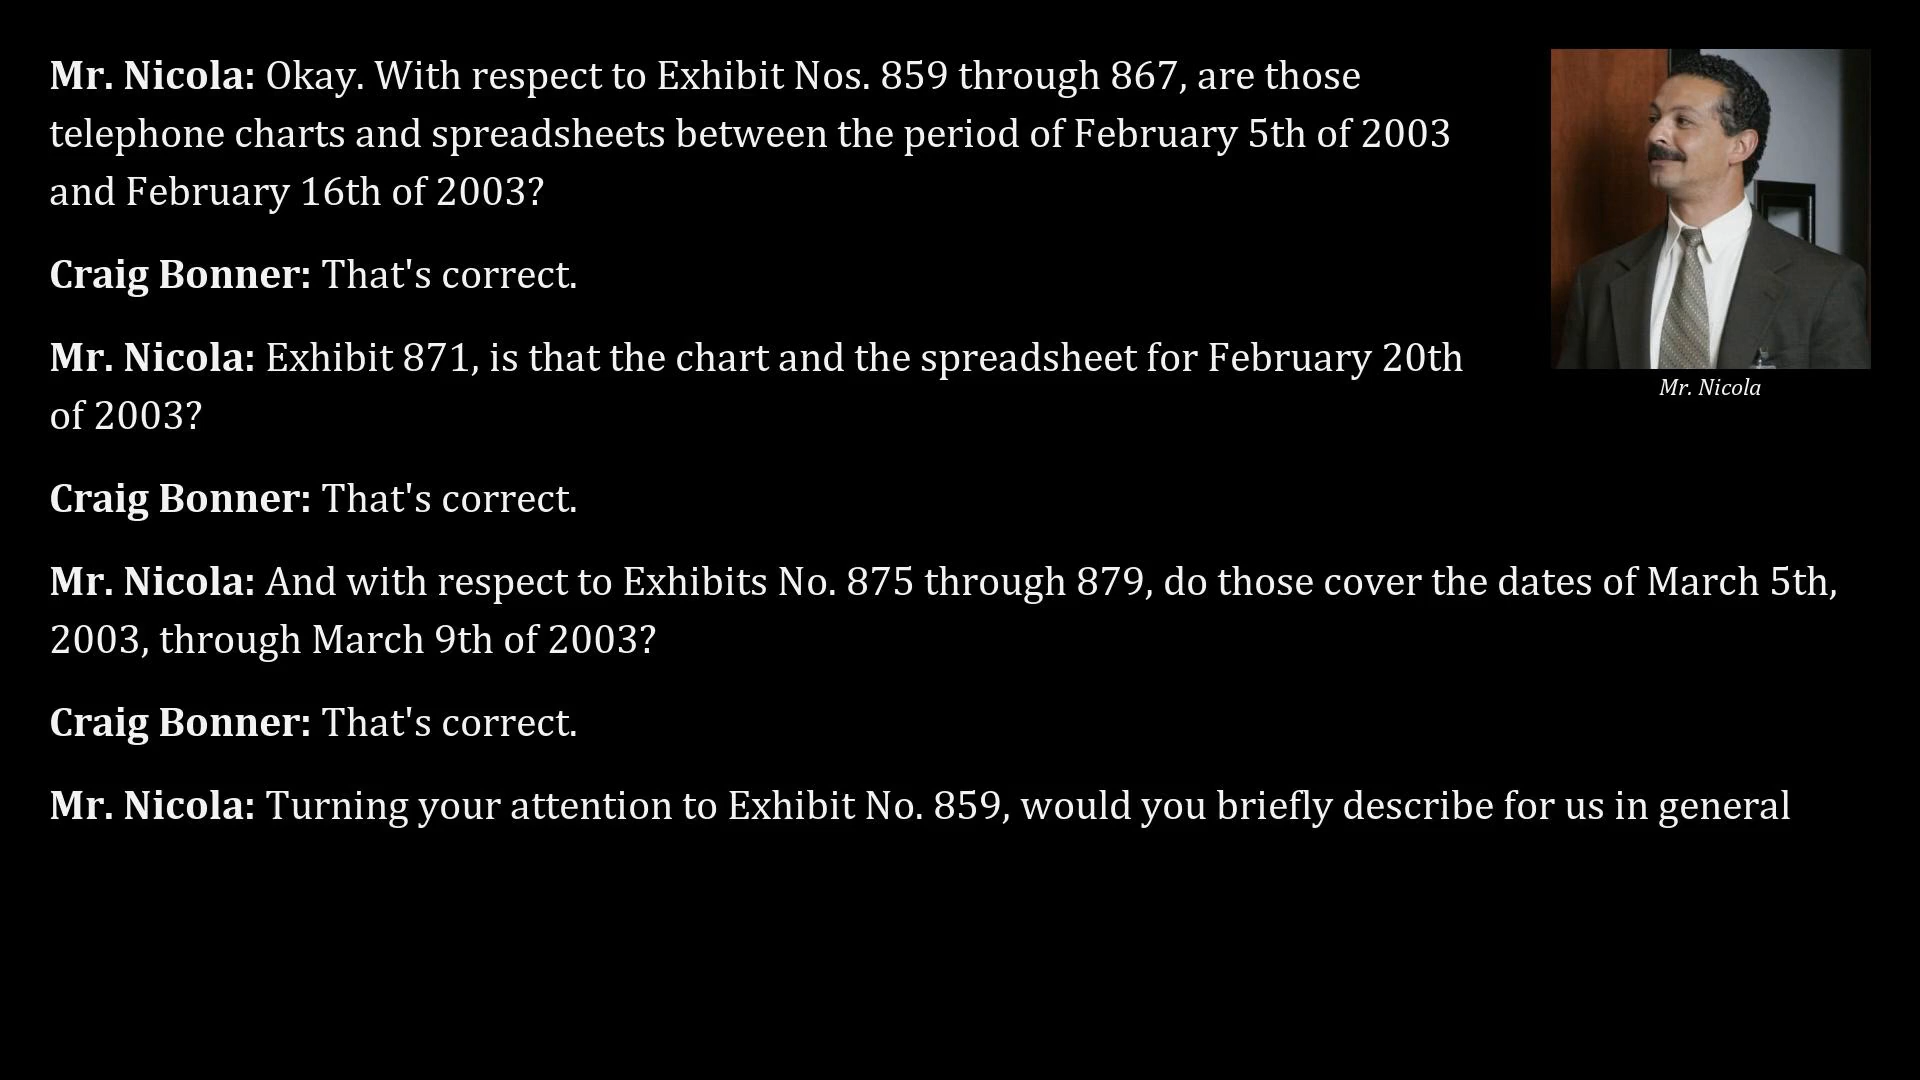 Mr. Nicola: Okay. With respect to Exhibit Nos. 859 through 867, are those
telephone charts and spreadsheets between the period of February 5th of 2003
and February 16th of 2003?
Craig Bonner: That's correct.
Mr. Nicola: Exhibit 871, is that the chart and the spreadsheet for February 20th
of 2003?
Mr. Nicola
Craig Bonner: That's correct.
Mr. Nicola: And with respect to Exhibits No. 875 through 879, do those cover the dates of March 5th,
2003, through March 9th of 2003?
Craig Bonner: That's correct.
Mr. Nicola: Turning your attention to Exhibit No. 859, would you briefly describe for us in general